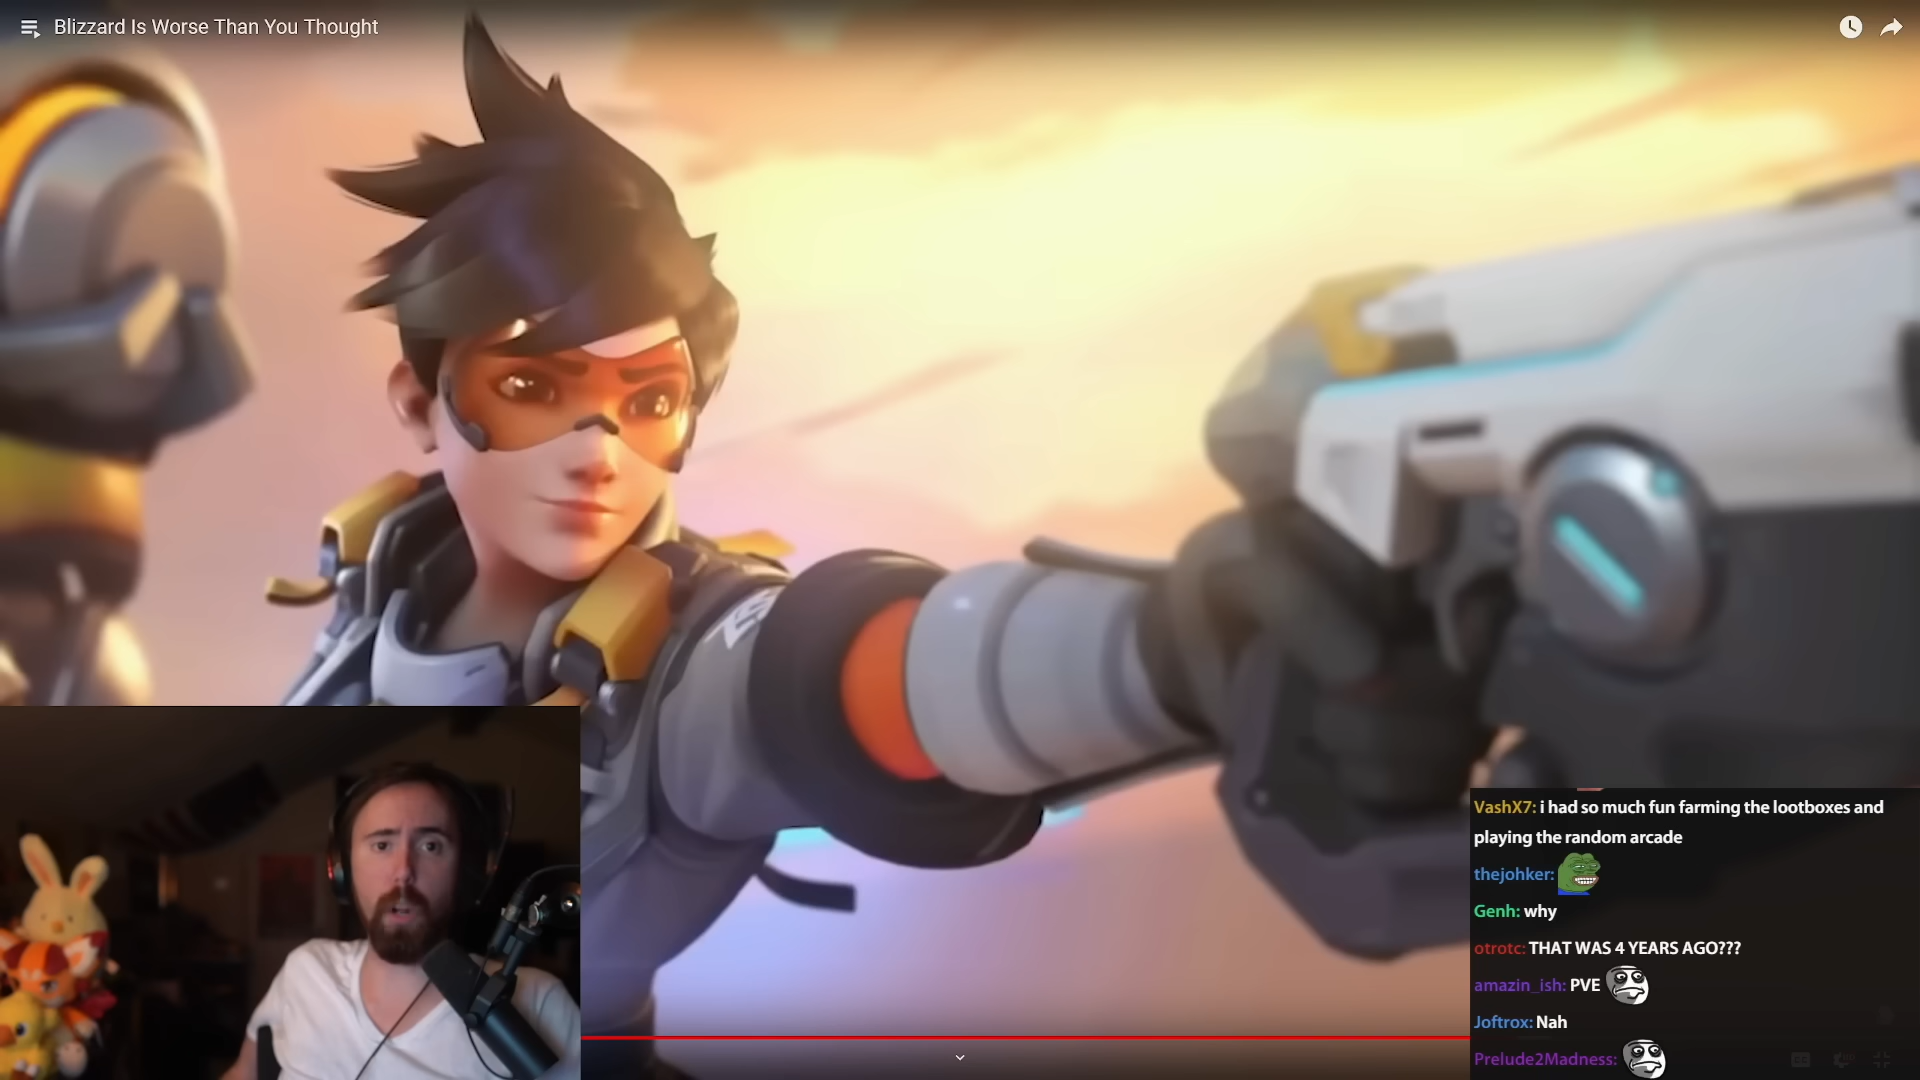 Blizzard Is Worse Than You Thought
VashX7: i had so much fun farming the lootboxes and
playing the random arcade
thejohker:
Genh: why
otrotc: THAT WAS 4 YEARS AGO???
amazin_ish: PVE
Joftrox: Nah
Prelude2Madness: